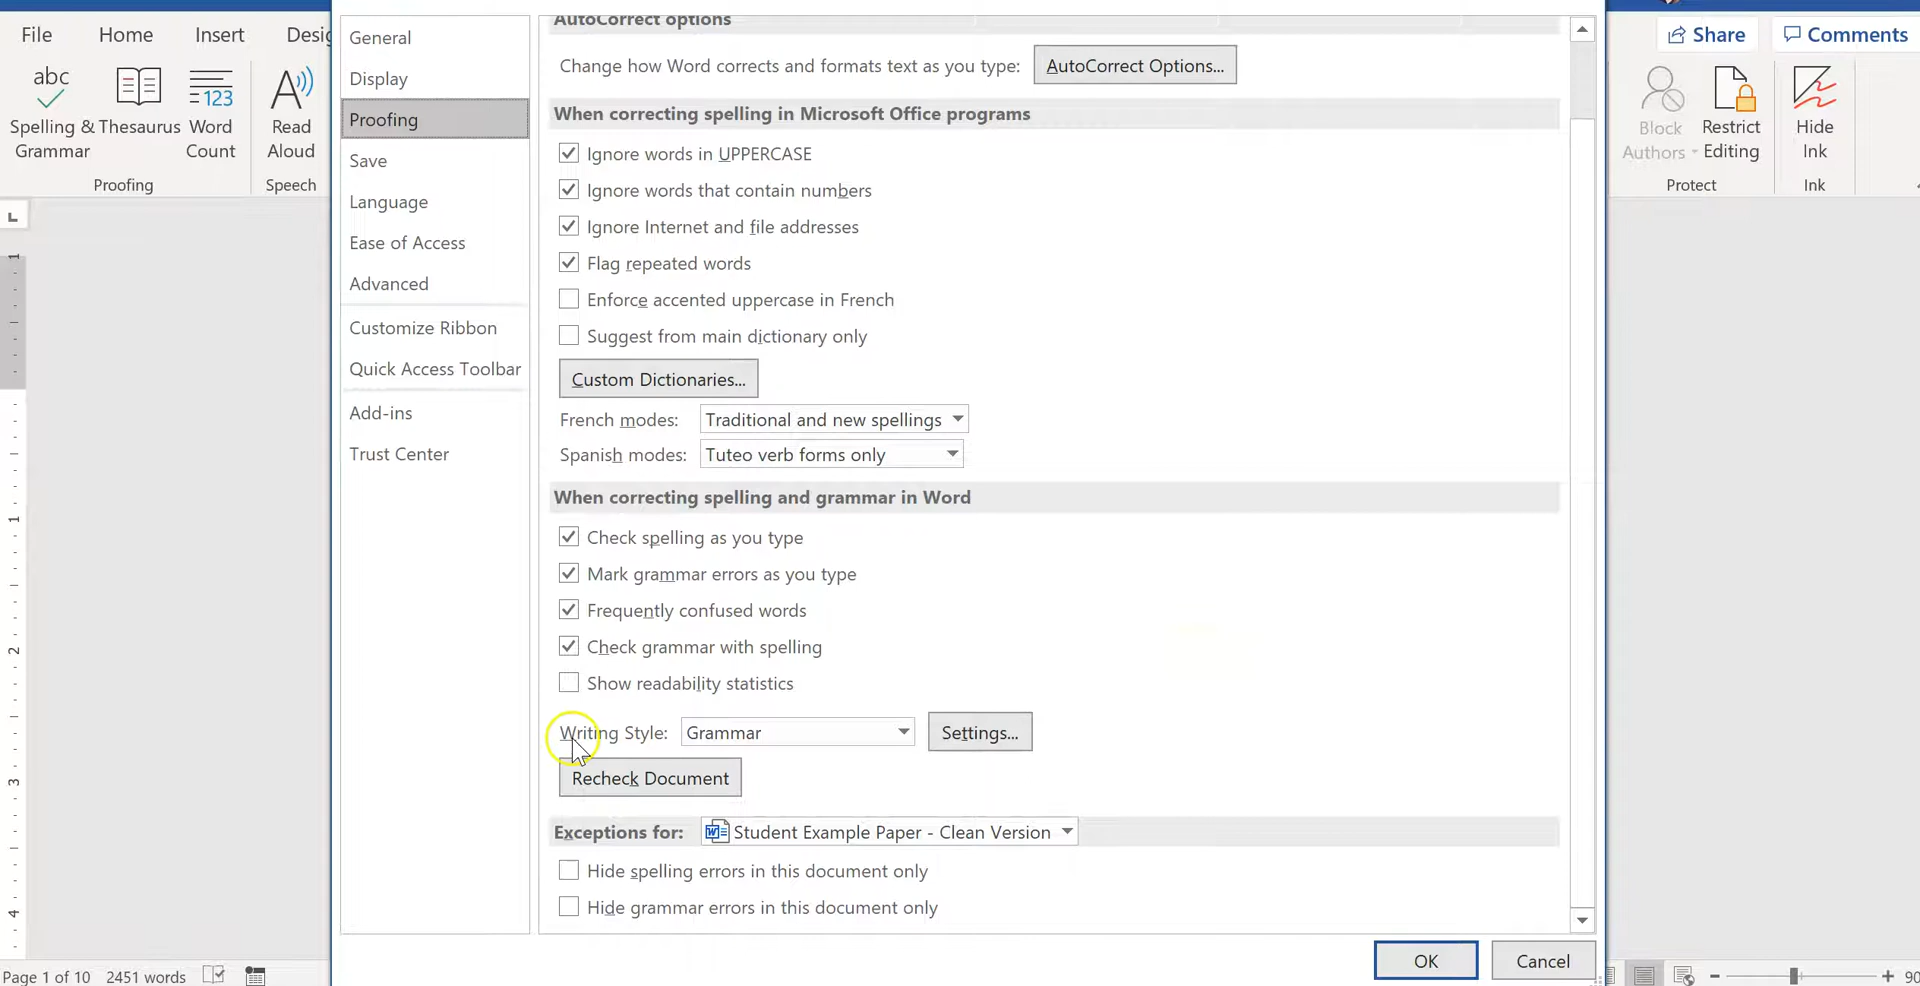 File Home Insert Desig
Share Comments
abc
123
Spelling & Grammar
Thesaurus
Word Count
Read Aloud
Proofing
Speech
Block Authors
Restrict Editing
Hide Ink
Protect
Ink
L
General
Display
Proofing
Save
Language
Ease of Access
Advanced
Customize Ribbon
Quick Access Toolbar
Add-ins
Trust Center
AutoCorrect options
Change how Word corrects and formats text as you type: AutoCorrect Options...
When correcting spelling in Microsoft Office programs
Ignore words in UPPERCASE
Ignore words that contain numbers
Ignore Internet and file addresses
Flag repeated words
Enforce accented uppercase in French
Suggest from main dictionary only
Custom Dictionaries...
French modes: Traditional and new spellings
Spanish modes: Tuteo verb forms only
When correcting spelling and grammar in Word
Check spelling as you type
Mark grammar errors as you type
Frequently confused words
Check grammar with spelling
Show readability statistics
Writing Style: Grammar Settings...
Recheck Document
Exceptions for: Student Example Paper - Clean Version
Hide spelling errors in this document only
Hide grammar errors in this document only
OK Cancel
1
1
2
3
4
Page 1 of 10 2451 words
90